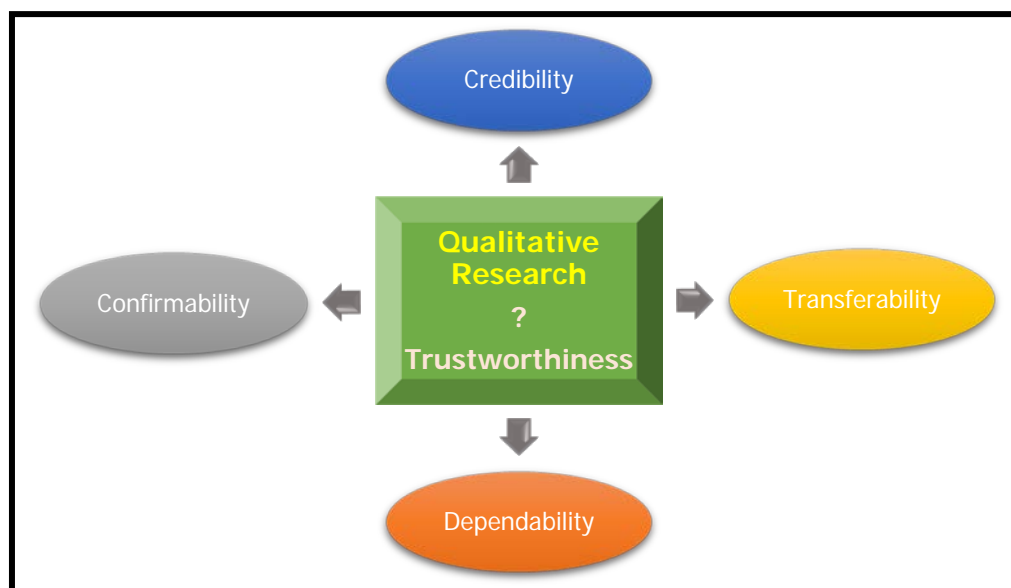 Credibility
Qualitative
Research
?
Trustworthiness
Confirmability
Transferability
Dependability